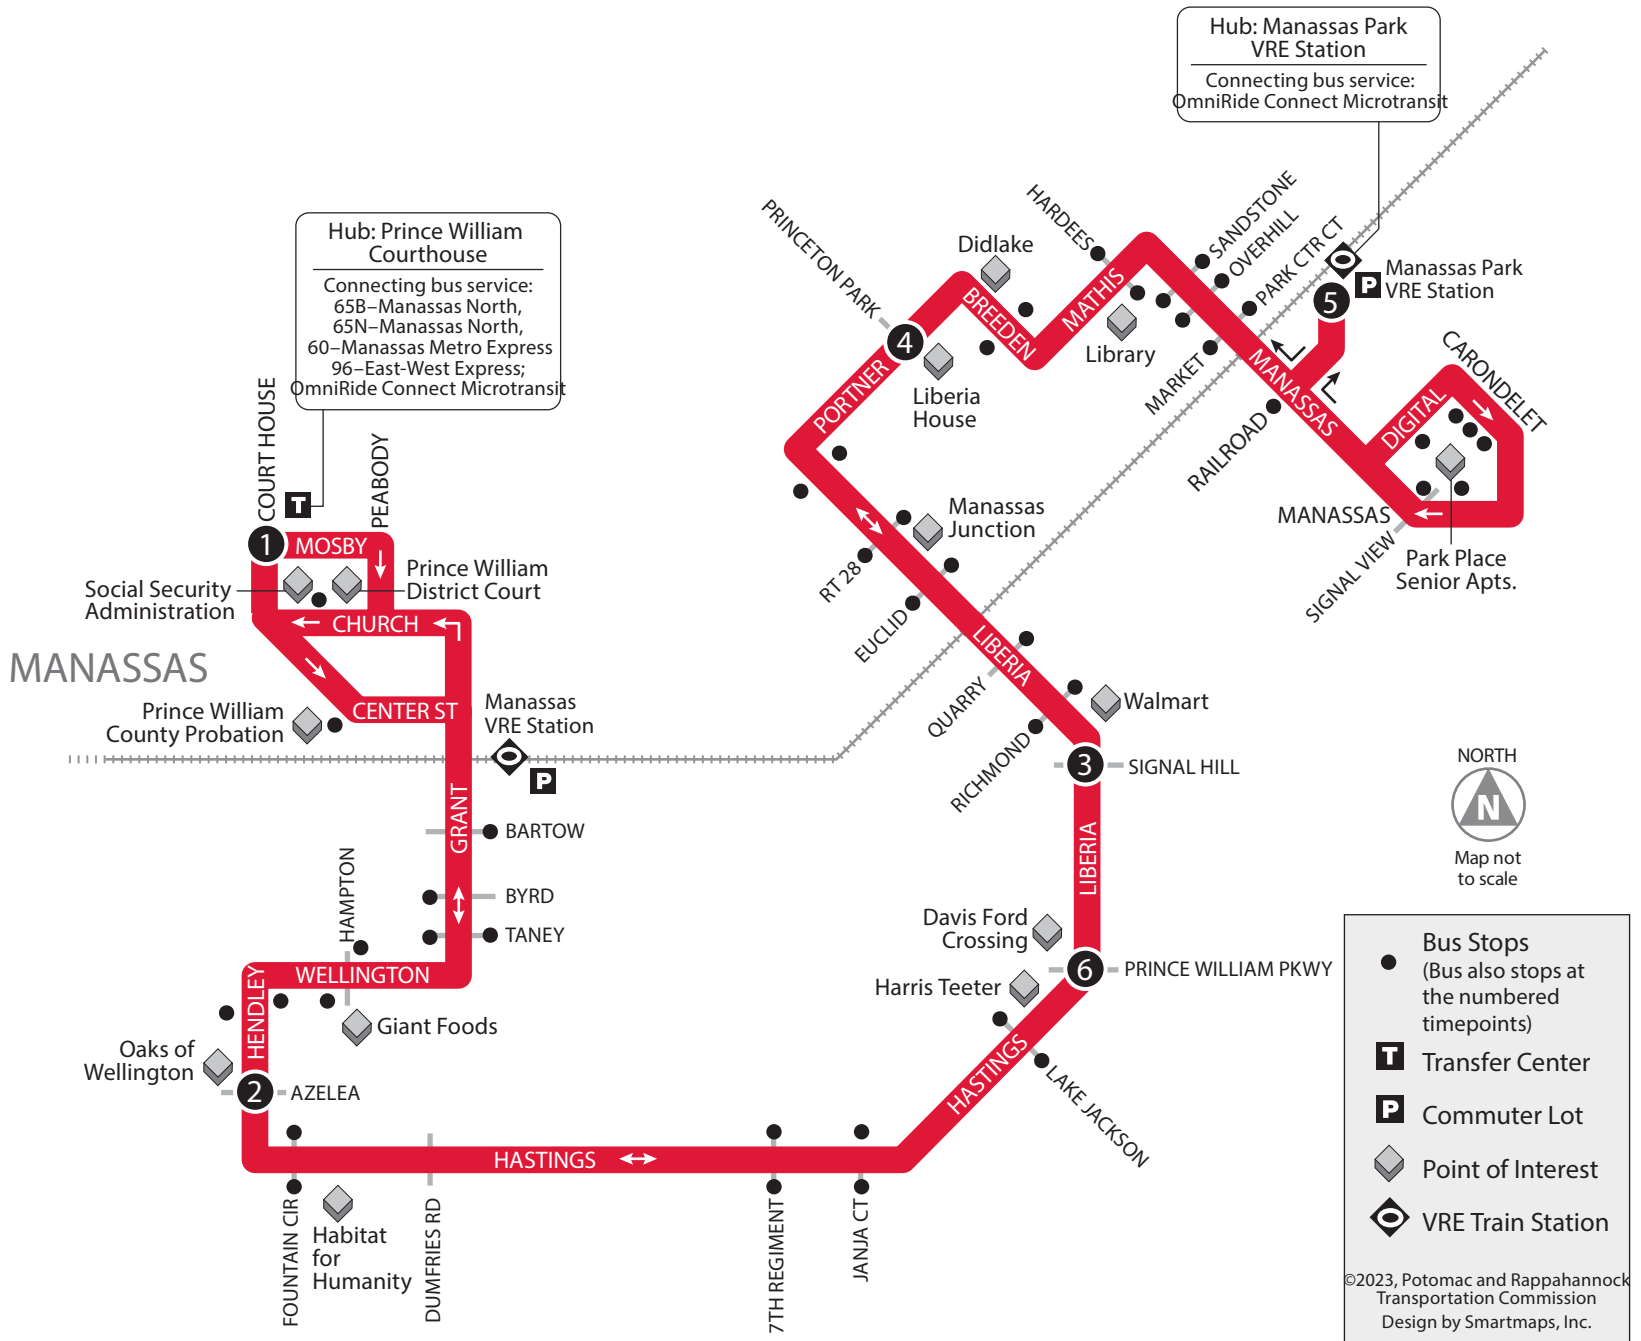 Hub: Manassas Park
VRE Station
Connecting bus service:
OmniRide Connect Microtransit
Hub: Prince William
Courthouse
Connecting bus service:
65B–Manassas North,
65N–Manassas North,
60–Manassas Metro Express
96–East-West Express;
OmniRide Connect Microtransit
PRINCETON PARK
Didlake
HARDEES
SANDSTONE
OVERHILL
PARK CTR CT
Manassas Park
VRE Station
P
5
BREEDEN
MATHIS
4
Library
MARKET
MANASSAS
RAILROAD
CARONDELET
DIGITAL
PORTNER
Liberia
House
MANASSAS
SIGNAL VIEW
Park Place
Senior Apts.
COURT HOUSE
T
PEABODY
1
MOSBY
Social Security
Administration
Prince William
District Court
CHURCH
MANASSAS
CENTER ST
Prince William
County Probation
Manassas
VRE Station
P
Manassas
Junction
RT 28
EUCLID
LIBERIA
QUARRY
RICHMOND
Walmart
3
SIGNAL HILL
GRANT
BARTOW
BYRD
TANEY
HAMPTON
WELLINGTON
HENDLEY
Giant Foods
Oaks of
Wellington
2
AZELEA
LIBERIA
Davis Ford
Crossing
6
PRINCE WILLIAM PKWY
Harris Teeter
HASTINGS
LAKE JACKSON
HASTINGS
FOUNTAIN CIR
Habitat
for
Humanity
DUMFRIES RD
7TH REGIMENT
JANJA CT
NORTH
N
Map not
to scale
Bus Stops
(Bus also stops at
the numbered
timepoints)
T
Transfer Center
P
Commuter Lot
Point of Interest
VRE Train Station
©2023, Potomac and Rappahannock
Transportation Commission
Design by Smartmaps, Inc.